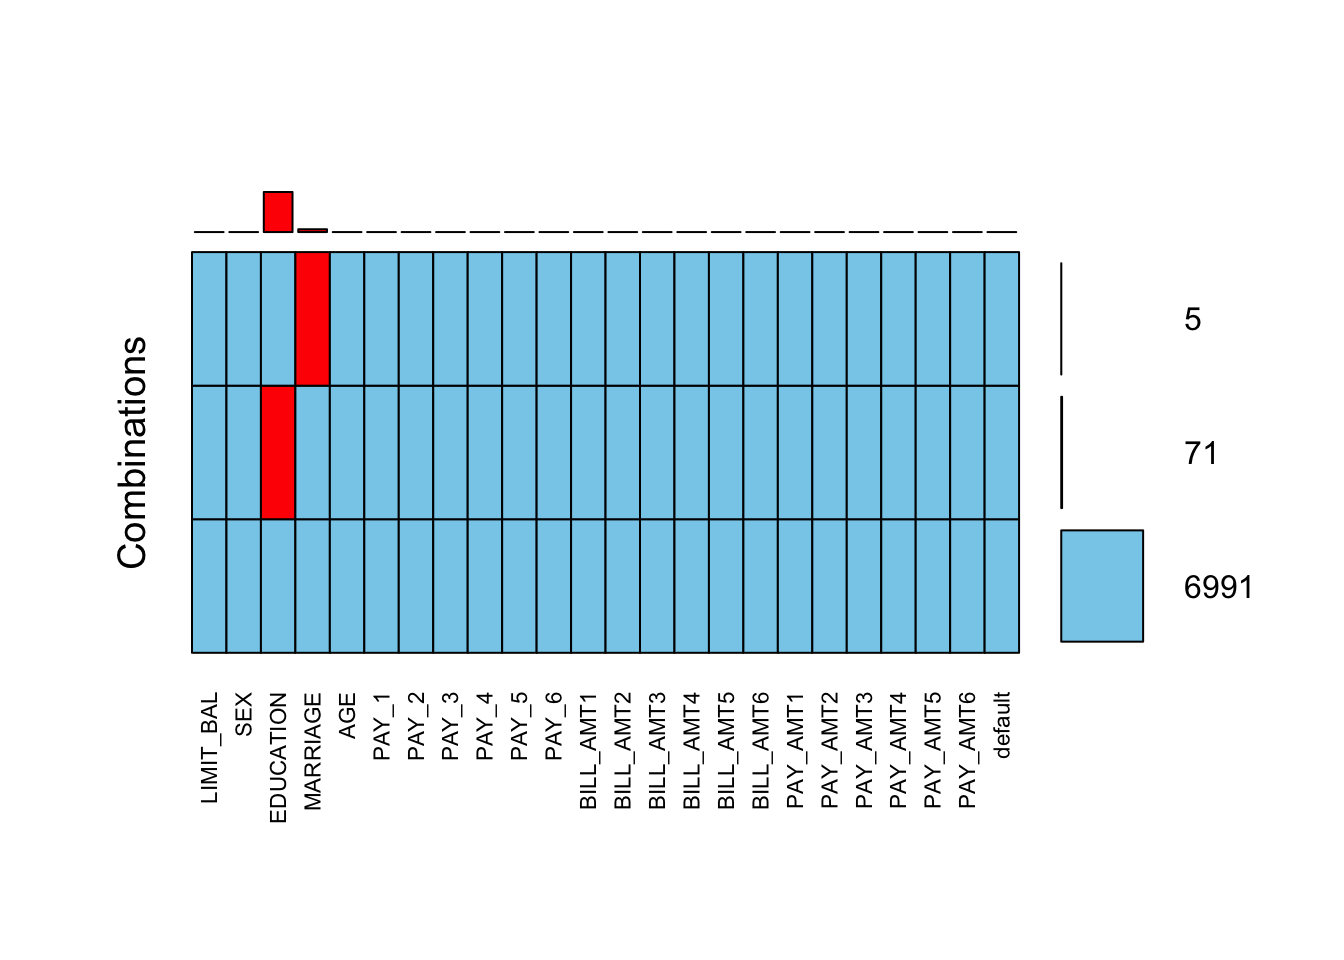 Combinations
5
71
6991
LIMIT_BAL
SEX
EDUCATION
MARRIAGE
AGE
PAY_1
PAY_2
PAY_3
PAY_4
PAY_5
PAY_6
BILL_AMT1
BILL_AMT2
BILL_AMT3
BILL_AMT4
BILL_AMT5
BILL_AMT6
PAY_AMT1
PAY_AMT2
PAY_AMT3
PAY_AMT4
PAY_AMT5
PAY_AMT6
default